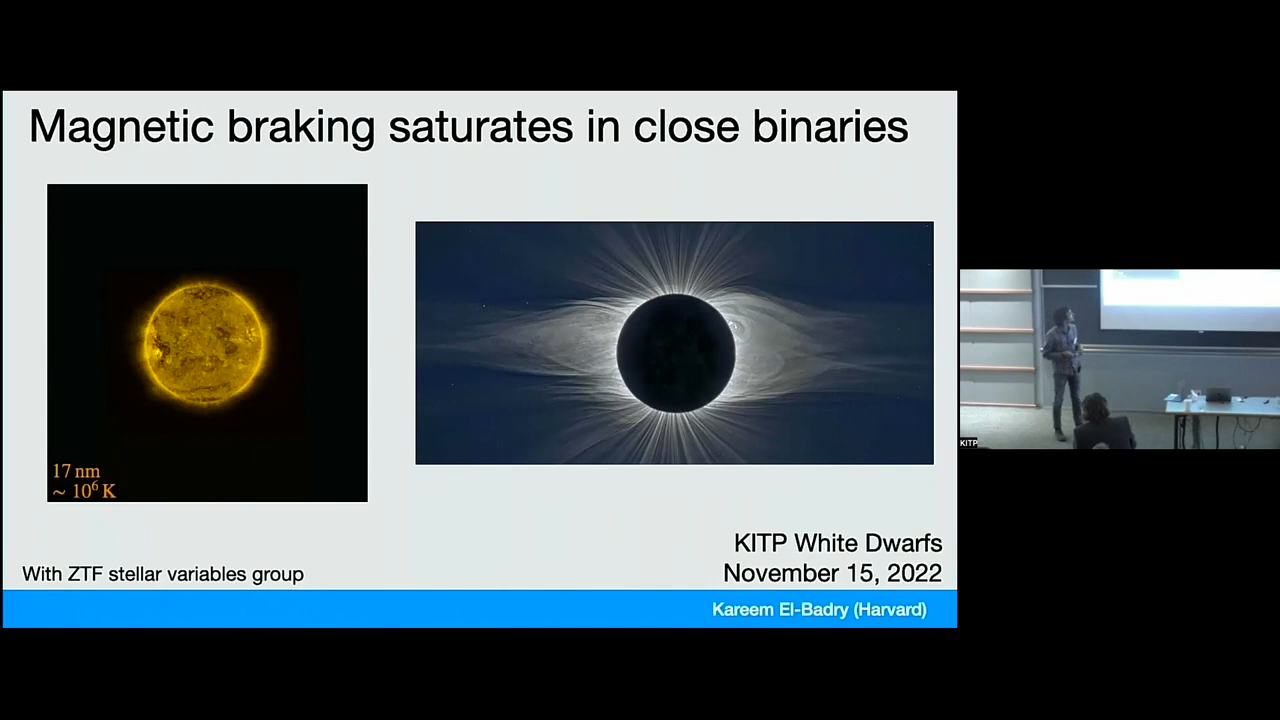 Magnetic braking saturates in close binaries
17 nm
~ 10⁶ K
KITP White Dwarfs
November 15, 2022
With ZTF stellar variables group
Kareem El-Badry (Harvard)
KITP